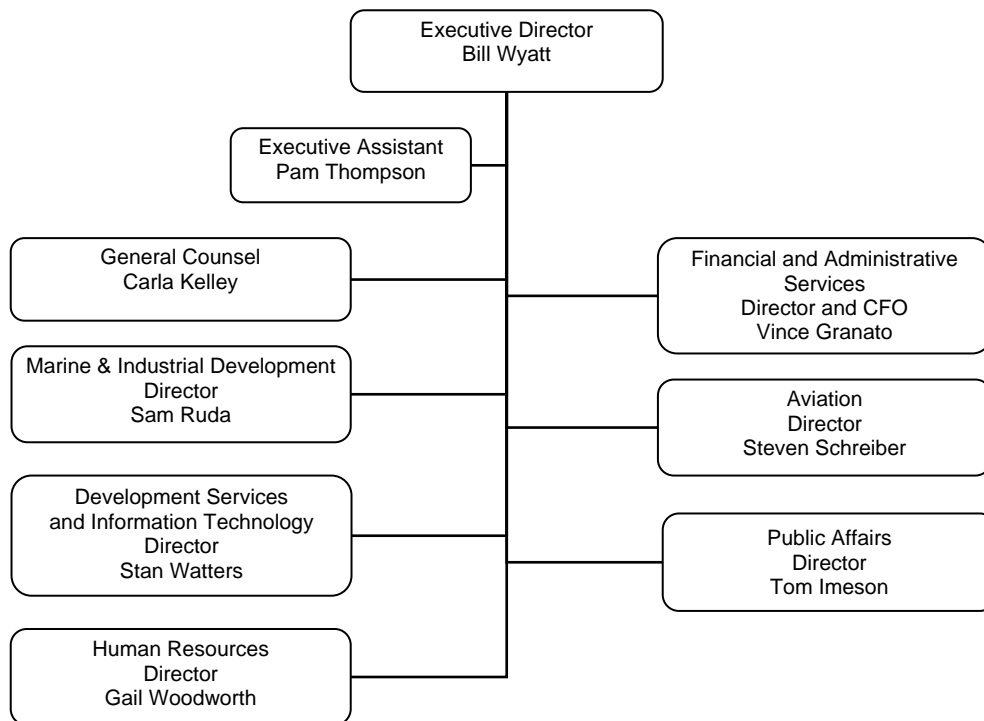 Executive Director
Bill Wyatt
Executive Assistant
Pam Thompson
General Counsel
Carla Kelley
Financial and Administrative
Services
Director and CFO
Vince Granato
Marine & Industrial Development
Director
Sam Ruda
Aviation
Director
Steven Schreiber
Development Services
and Information Technology
Director
Stan Watters
Public Affairs
Director
Tom Imeson
Human Resources
Director
Gail Woodworth